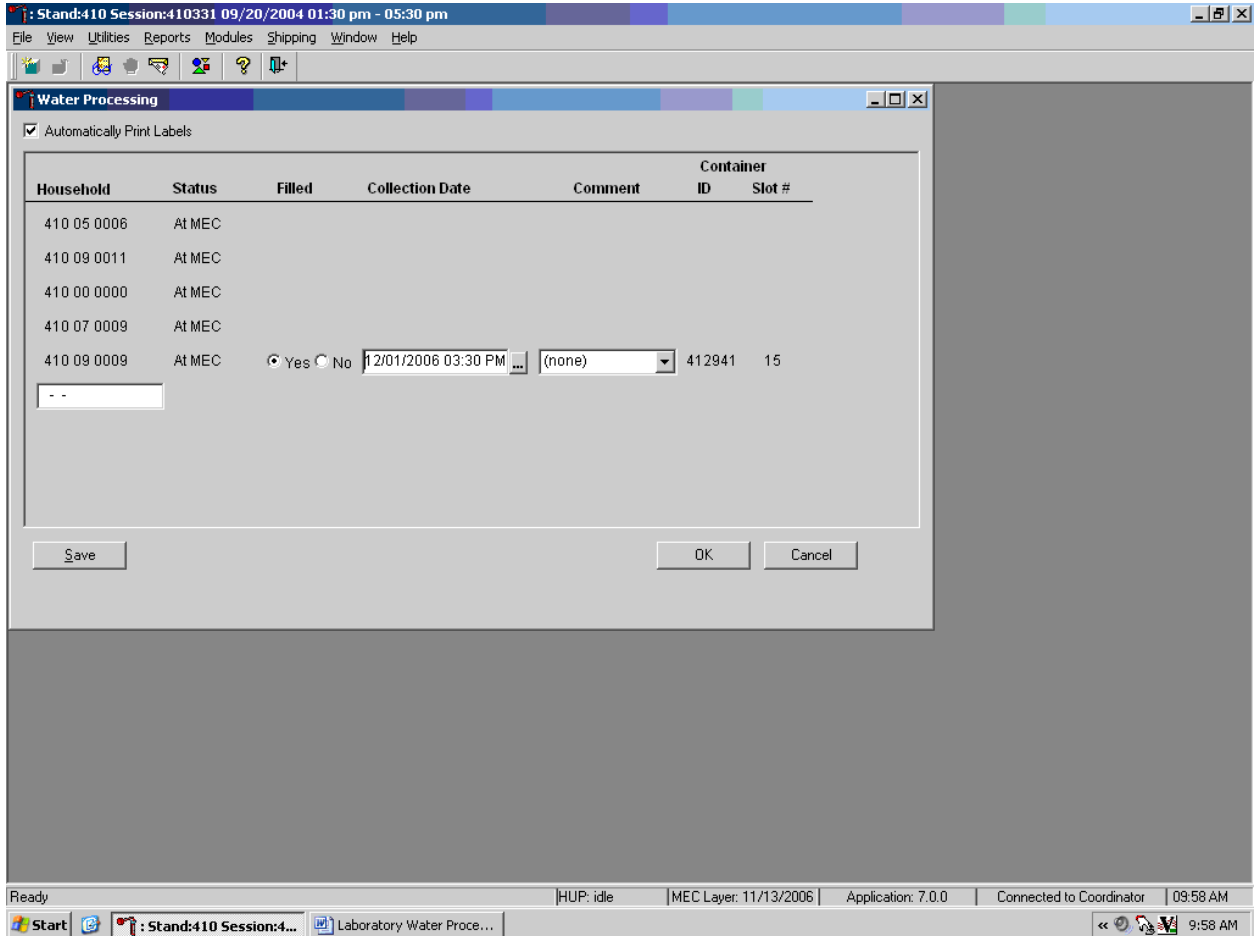 : Stand:410 Session:410331 09/20/2004 01:30 pm - 05:30 pm
File View Utilities Reports Modules Shipping Window Help
Water Processing
Automatically Print Labels
Container
Household Status Filled Collection Date Comment ID Slot #
410 05 0006 At MEC
410 09 0011 At MEC
410 00 0000 At MEC
410 07 0009 At MEC
410 09 0009 At MEC Yes No 12/01/2006 03:30 PM ... (none) 412941 15
- -
Save OK Cancel
Ready HUP: idle MEC Layer: 11/13/2006 Application: 7.0.0 Connected to Coordinator 09:58 AM
Start : Stand:410 Session:4... Laboratory Water Proce... « 9:58 AM